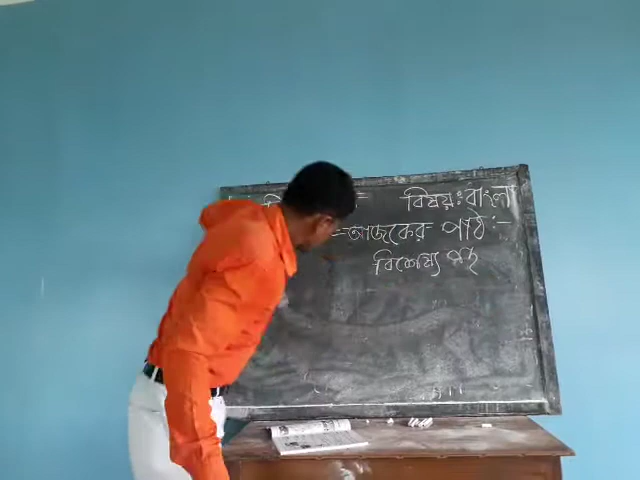 বিষয়ঃ বাংলা
আজকের পাঠ :-
বিশেষ্য পদ